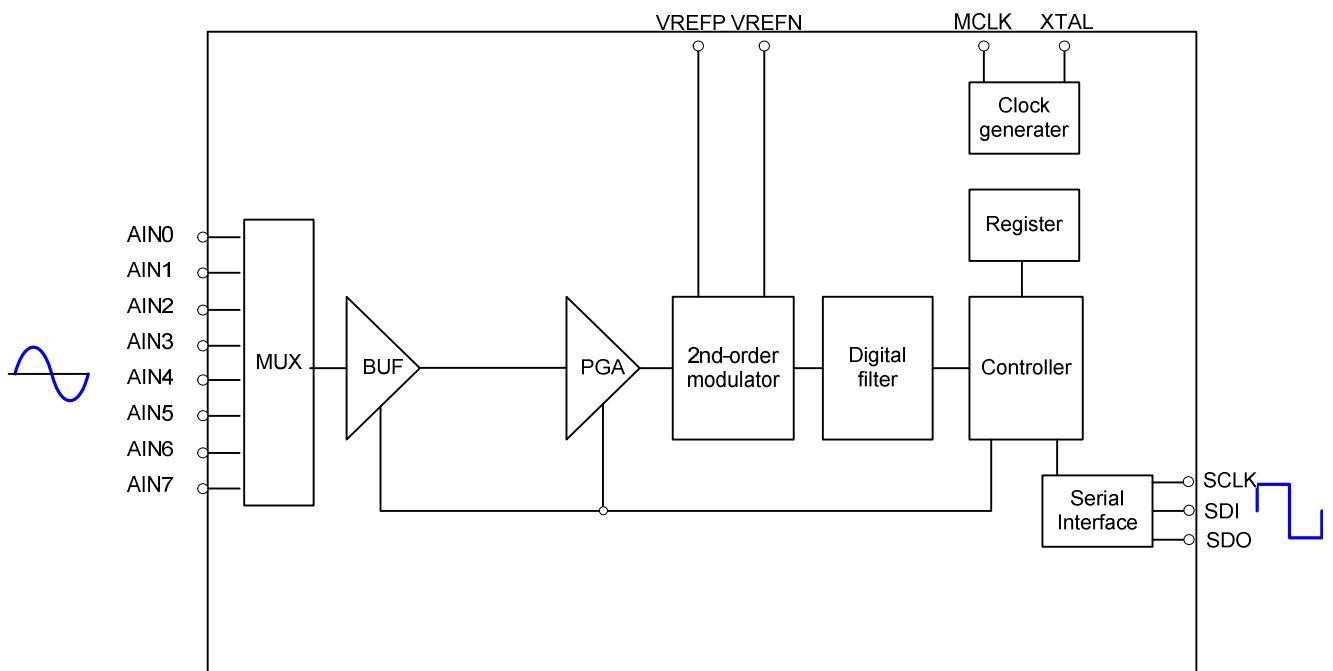 VREFP VREFN
MCLK XTAL
Clock
generater
Register
AIN0
AIN1
AIN2
AIN3
AIN4
AIN5
AIN6
AIN7
MUX
BUF
PGA
2nd-order
modulator
Digital
filter
Controller
Serial
Interface
SCLK
SDI
SDO